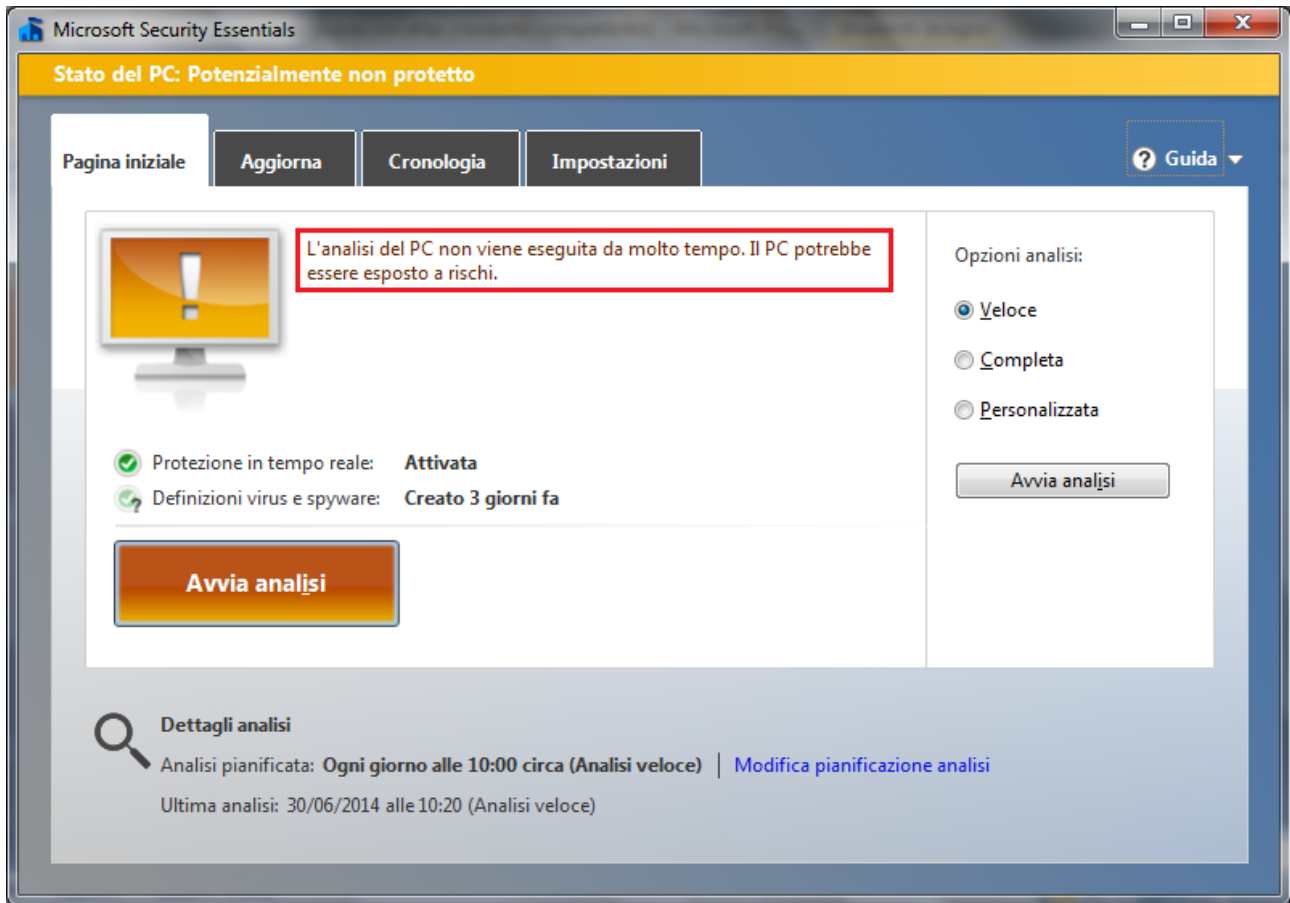 Microsoft Security Essentials
Stato del PC: Potenzialmente non protetto
Pagina iniziale
Aggiorna
Cronologia
Impostazioni
? Guida
L'analisi del PC non viene eseguita da molto tempo. Il PC potrebbe
essere esposto a rischi.
Opzioni analisi:
Veloce
Completa
Personalizzata
Avvia analisi
Protezione in tempo reale: Attivata
Definizioni virus e spyware: Creato 3 giorni fa
Avvia analisi
Dettagli analisi
Analisi pianificata: Ogni giorno alle 10:00 circa (Analisi veloce) | Modifica pianificazione analisi
Ultima analisi: 30/06/2014 alle 10:20 (Analisi veloce)